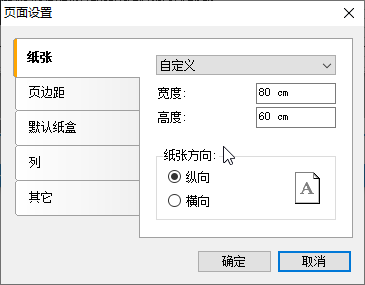 页面设置
纸张
页边距
默认纸盒
列
其它
自定义
宽度: 80 cm
高度: 60 cm
纸张方向:
纵向
横向
A
确定 取消